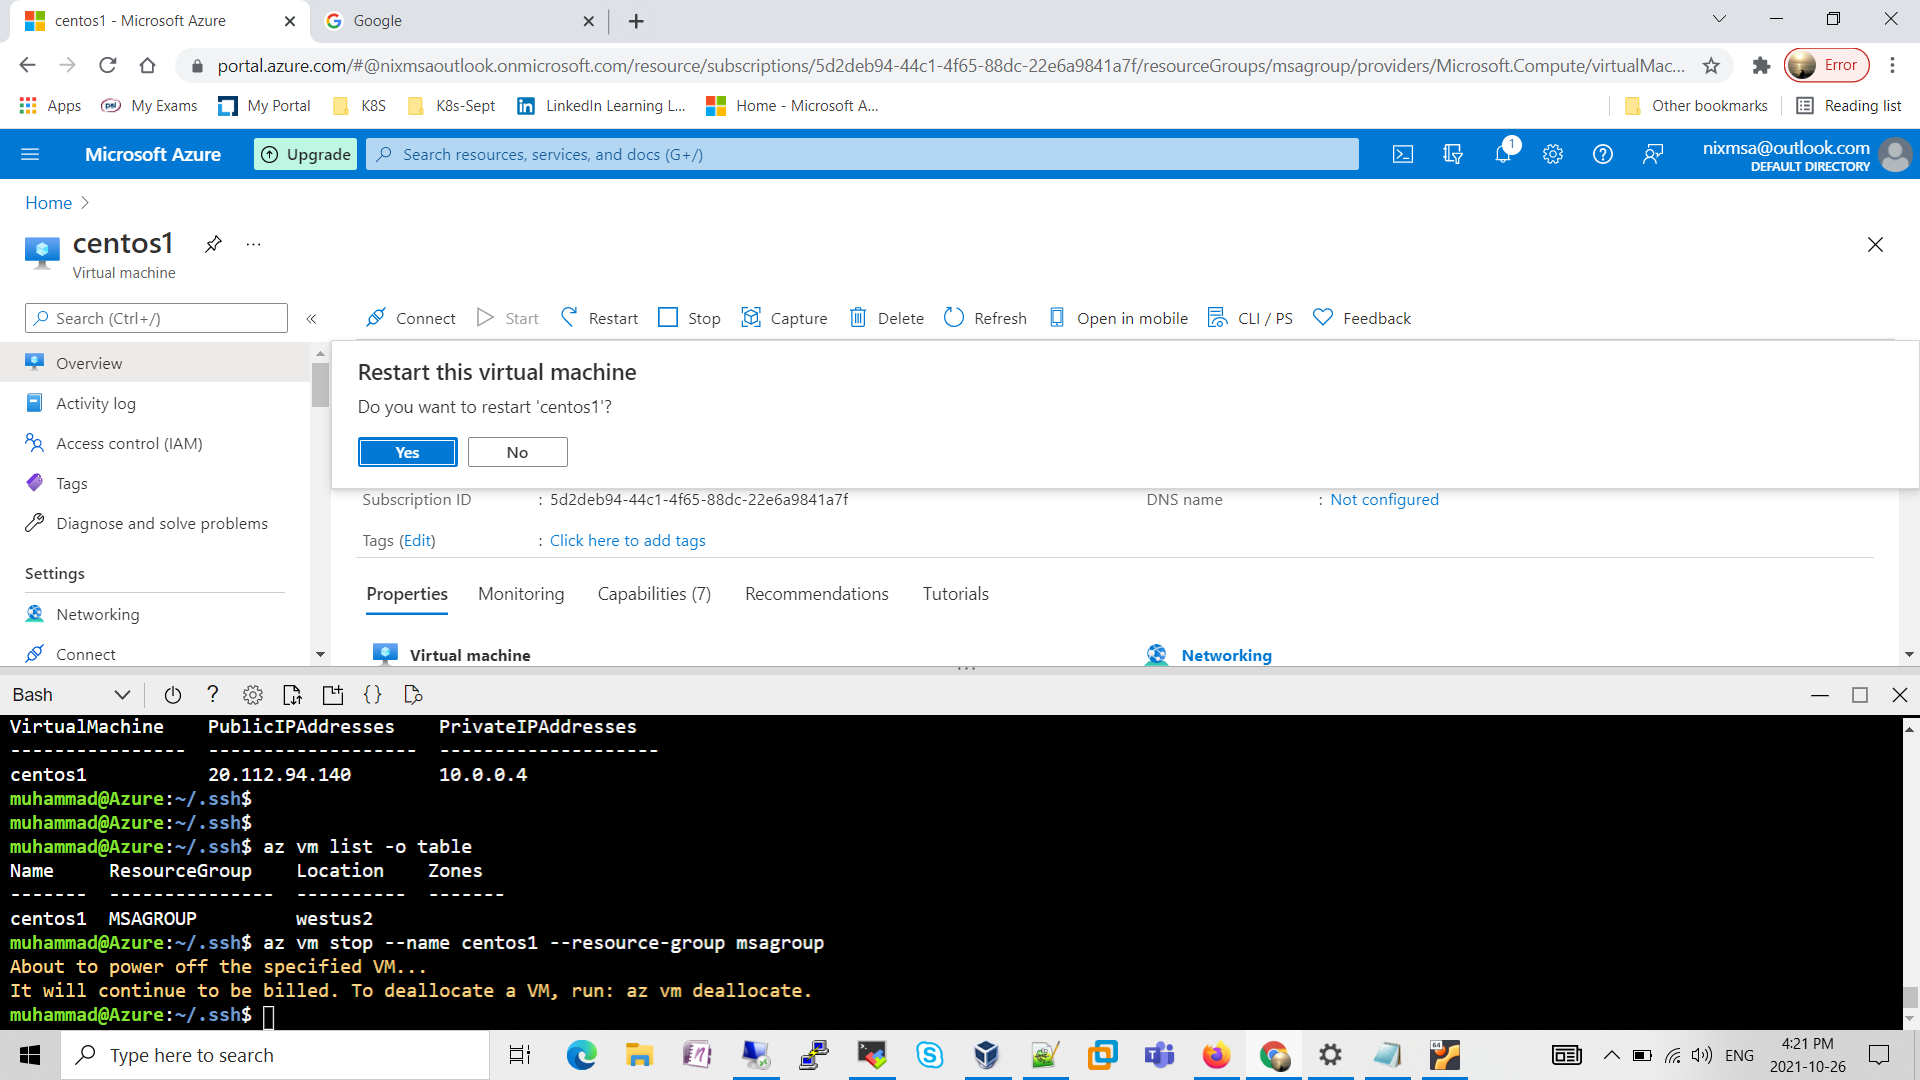 centos1 - Microsoft Azure
Google
portal.azure.com/#@nixmsaoutlook.onmicrosoft.com/resource/subscriptions/5d2deb94-44c1-4f65-88dc-22e6a9841a7f/resourceGroups/msagroup/providers/Microsoft.Compute/virtualMac...
Error
Apps
psi
My Exams
My Portal
K8S
K8s-Sept
LinkedIn Learning L...
Home - Microsoft A...
Other bookmarks
Reading list
Microsoft Azure
Upgrade
Search resources, services, and docs (G+/)
1
nixmsa@outlook.com
DEFAULT DIRECTORY
Home
centos1
...
Virtual machine
Search (Ctrl+/)
«
Connect
Start
Restart
Stop
Capture
Delete
Refresh
Open in mobile
CLI / PS
Feedback
Overview
Activity log
Access control (IAM)
Tags
Diagnose and solve problems
Settings
Networking
Connect
Restart this virtual machine
Do you want to restart 'centos1'?
Yes
No
Subscription ID : 5d2deb94-44c1-4f65-88dc-22e6a9841a7f
DNS name : Not configured
Tags (Edit) : Click here to add tags
Properties
Monitoring
Capabilities (7)
Recommendations
Tutorials
Virtual machine
Networking
Bash
?
{}
VirtualMachine    PublicIPAddresses    PrivateIPAddresses
----------------  -------------------  --------------------
centos1           20.112.94.140        10.0.0.4
muhammad@Azure:~/.ssh$
muhammad@Azure:~/.ssh$
muhammad@Azure:~/.ssh$ az vm list -o table
Name     ResourceGroup    Location    Zones
-------  ---------------  ----------  -------
centos1  MSAGROUP         westus2
muhammad@Azure:~/.ssh$ az vm stop --name centos1 --resource-group msagroup
About to power off the specified VM...
It will continue to be billed. To deallocate a VM, run: az vm deallocate.
muhammad@Azure:~/.ssh$
Type here to search
64
ENG
4:21 PM
2021-10-26